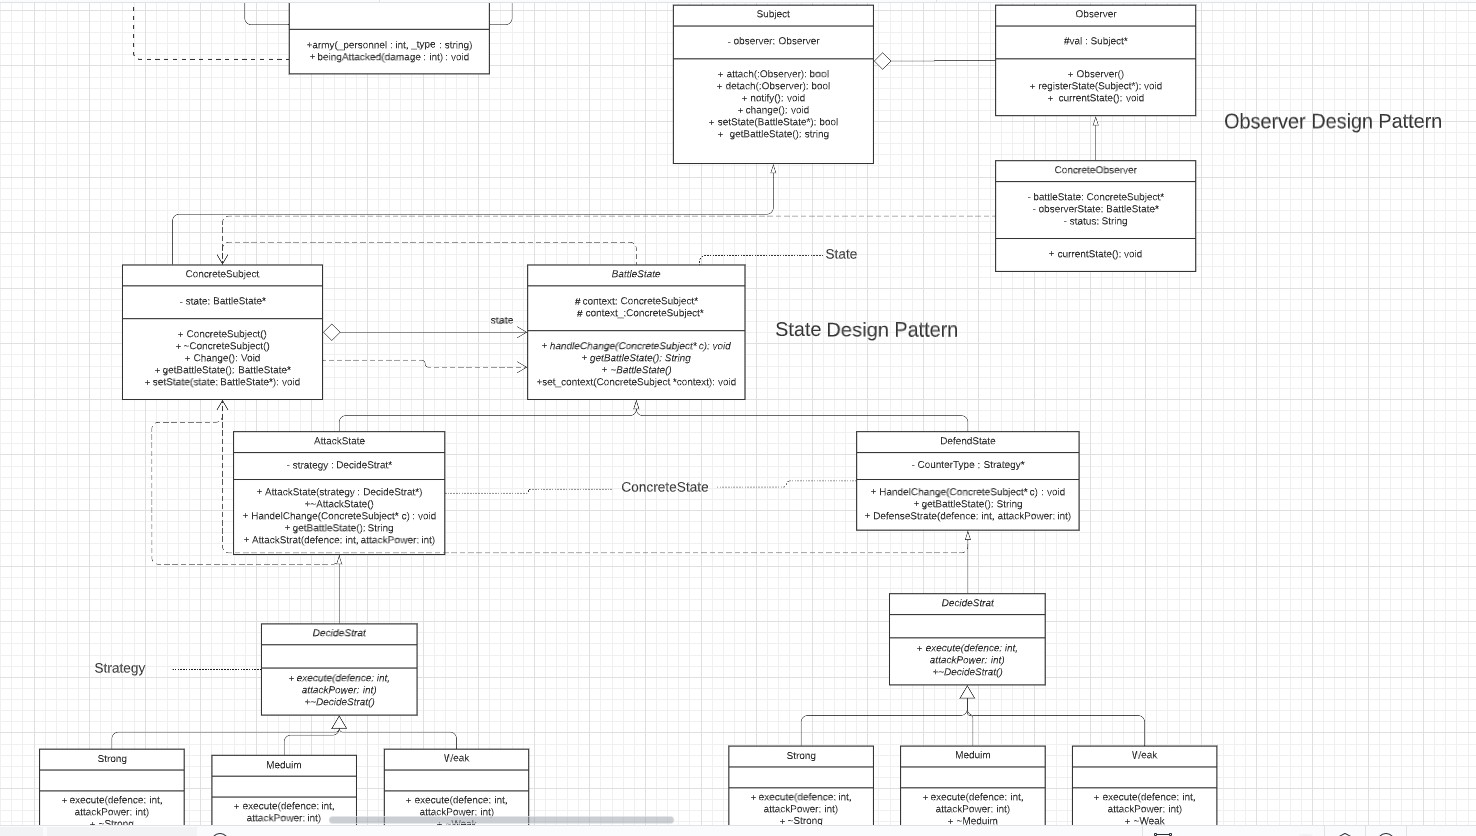 +army(_personnel : int, _type : string)
+ beingAttacked(damage : int) : void
Subject
- observer: Observer
+ attach(:Observer): bool
+ detach(:Observer): bool
+ notify(): void
+ change(): void
+ setState(BattleState*): bool
+ getBattleState(): string
Observer
#val : Subject*
+ Observer()
+ registerState(Subject*): void
+ currentState(): void
Observer Design Pattern
ConcreteObserver
- battleState: ConcreteSubject*
- observerState: BattleState*
- status: String
+ currentState(): void
ConcreteSubject
- state: BattleState*
+ ConcreteSubject()
+ ~ConcreteSubject()
+ Change(): Void
+ getBattleState(): BattleState*
+ setState(state: BattleState*): void
state
BattleState
# context: ConcreteSubject*
# context_:ConcreteSubject*
+ handleChange(ConcreteSubject* c): void
+ getBattleState(): String
+ ~BattleState()
+set_context(ConcreteSubject *context): void
State
State Design Pattern
AttackState
- strategy : DecideStrat*
+ AttackState(strategy : DecideStrat*)
+~AttackState()
+ HandelChange(ConcreteSubject* c) : void
+ getBattleState(): String
+ AttackStrat(defence: int, attackPower: int)
ConcreteState
DefendState
- CounterType : Strategy*
+ HandelChange(ConcreteSubject* c) : void
+ getBattleState(): String
+ DefenseStrate(defence: int, attackPower: int)
DecideStrat
+ execute(defence: int,
attackPower: int)
+~DecideStrat()
Strategy
DecideStrat
+ execute(defence: int,
attackPower: int)
+~DecideStrat()
Strong
+ execute(defence: int,
attackPower: int)
+ ~Strong
Meduim
+ execute(defence: int,
attackPower: int)
Weak
+ execute(defence: int,
attackPower: int)
+ ~Weak
Strong
+ execute(defence: int,
attackPower: int)
+ ~Strong
Meduim
+ execute(defence: int,
attackPower: int)
+ ~Meduim
Weak
+ execute(defence: int,
attackPower: int)
+ ~Weak